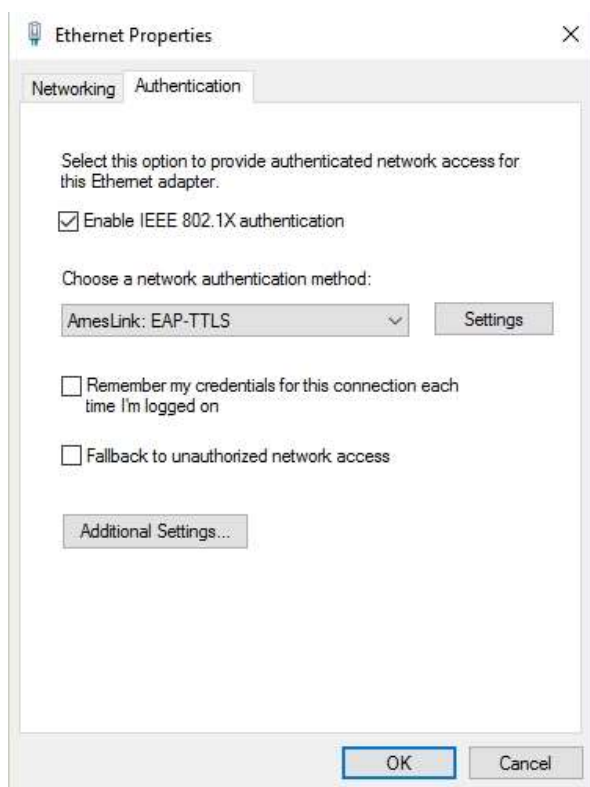 Ethernet Properties
Networking
Authentication
Select this option to provide authenticated network access for
this Ethernet adapter.
Enable IEEE 802.1X authentication
Choose a network authentication method:
AmesLink: EAP-TTLS
Settings
Remember my credentials for this connection each
time I'm logged on
Fallback to unauthorized network access
Additional Settings...
OK
Cancel